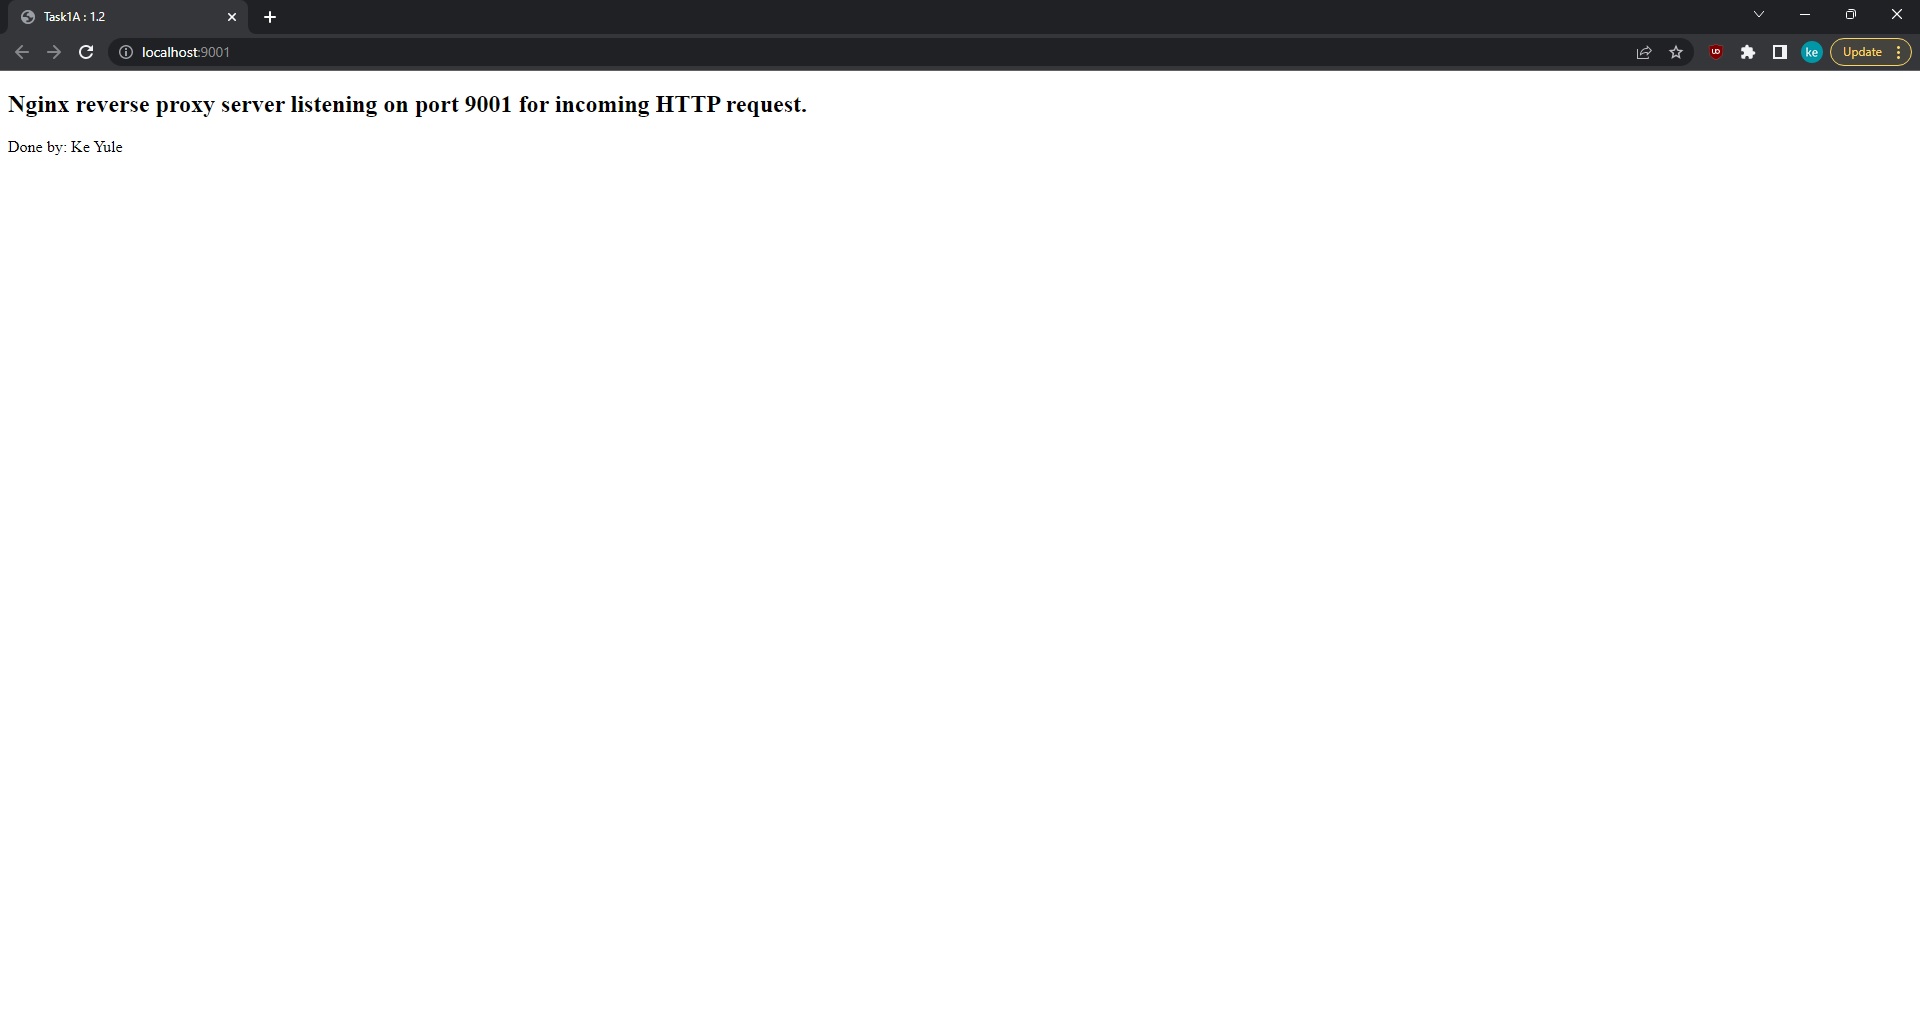 Task1A : 1.2
localhost:9001
ke
Update
Nginx reverse proxy server listening on port 9001 for incoming HTTP request.
Done by: Ke Yule